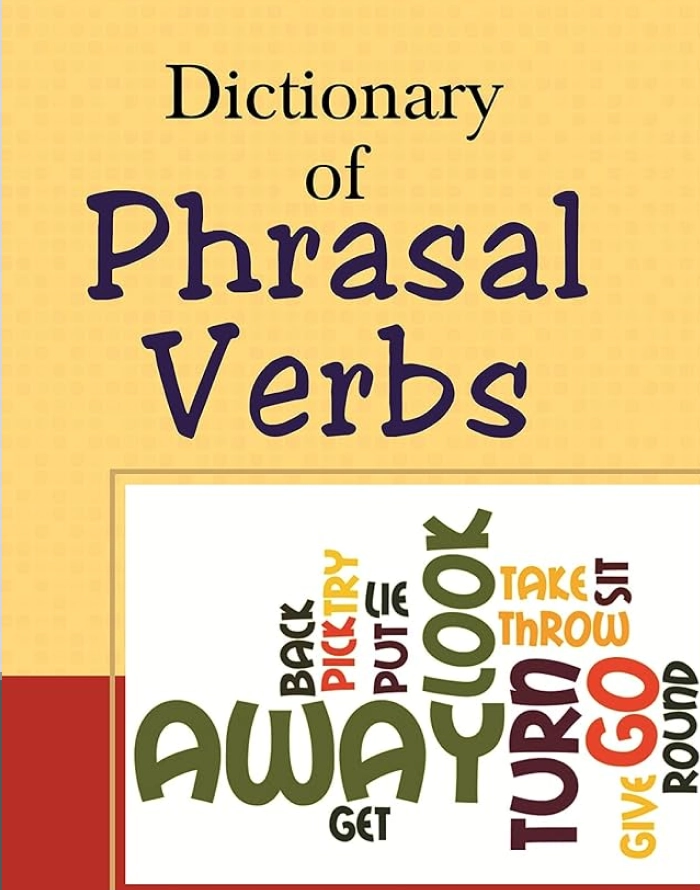 Dictionary
of
Phrasal
Verbs
LOOK
TRY
TAKE
SIT
LIE
BACK
PICK
PUT
THROW
TURN
GO
ROUND
AWAY
GIVE
GET